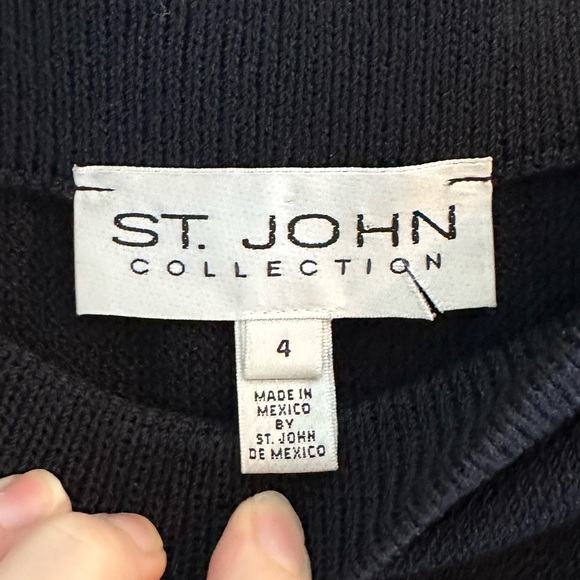 ST. JOHN
COLLECTION
4
MADE IN
MEXICO
BY
ST. JOHN
DE MEXICO